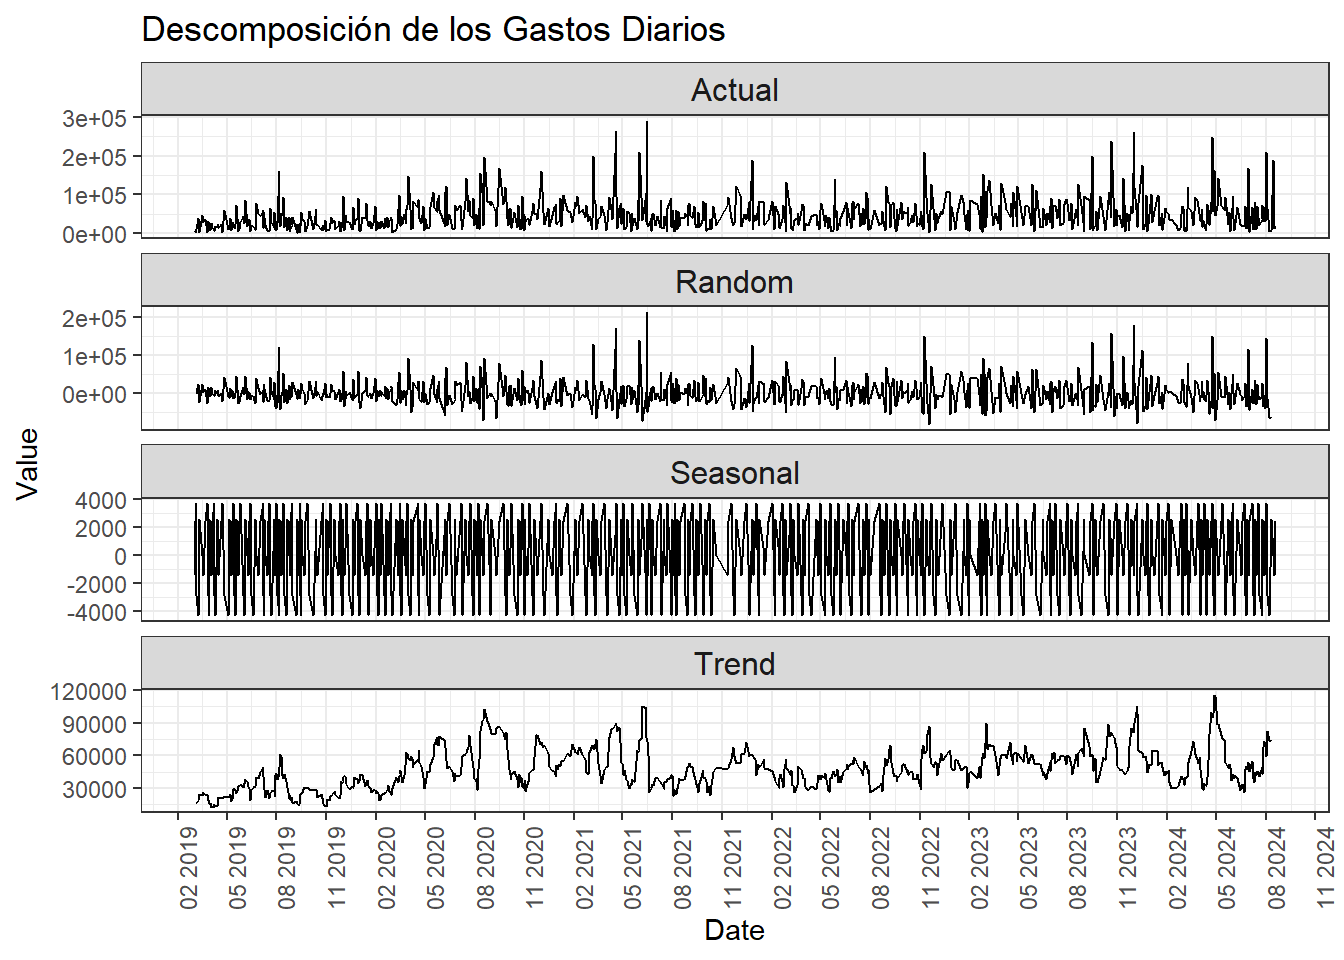 Descomposición de los Gastos Diarios
Actual
3e+05
2e+05
1e+05
0e+00
Random
2e+05
1e+05
0e+00
Value
Seasonal
4000
2000
0
-2000
-4000
Trend
120000
90000
60000
30000
02 2019
05 2019
08 2019
11 2019
02 2020
05 2020
08 2020
11 2020
02 2021
05 2021
08 2021
11 2021
02 2022
05 2022
08 2022
11 2022
02 2023
05 2023
08 2023
11 2023
02 2024
05 2024
08 2024
11 2024
Date